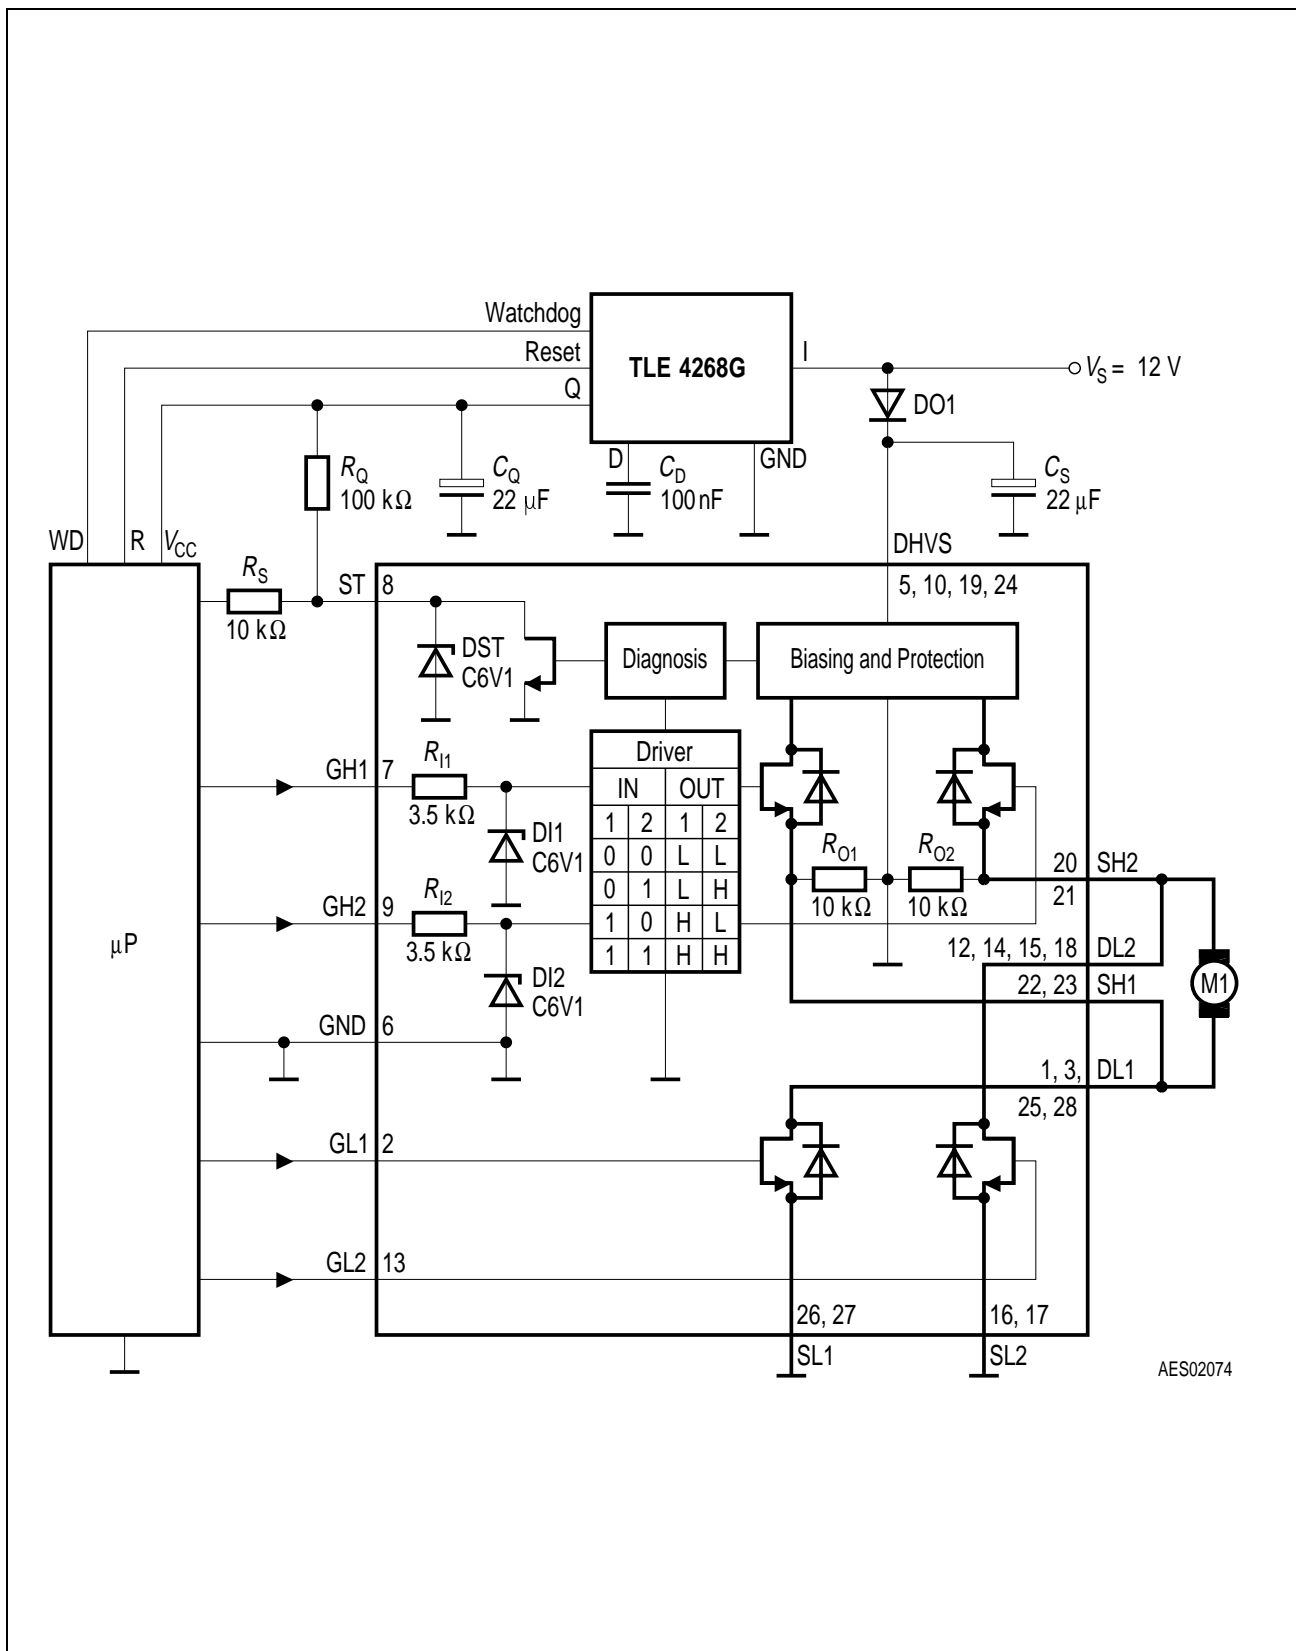 Watchdog
Reset
Q
TLE 4268G
I
V_S = 12 V
DO1
D
C_D
100 nF
GND
R_Q
100 kΩ
C_Q
22 µF
C_S
22 µF
DHVS
5, 10, 19, 24
WD
R
V_CC
R_S
10 kΩ
ST
8
DST
C6V1
Diagnosis
Biasing and Protection
GH1
7
R_I1
3.5 kΩ
DI1
C6V1
Driver
IN OUT
1 2 1 2
0 0 L L
0 1 L H
1 0 H L
1 1 H H
R_O1
10 kΩ
R_O2
10 kΩ
20
SH2
21
GH2
9
R_I2
3.5 kΩ
µP
DI2
C6V1
12, 14, 15, 18
DL2
22, 23
SH1
M1
GND
6
1, 3,
DL1
25, 28
GL1
2
GL2
13
26, 27
16, 17
SL1
SL2
AES02074